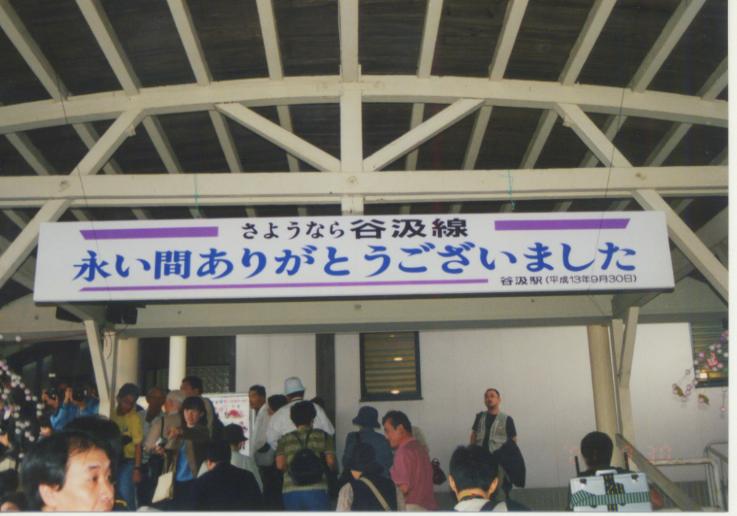 さようなら谷汲線
永い間ありがとうございました
谷汲駅(平成13年9月30日)